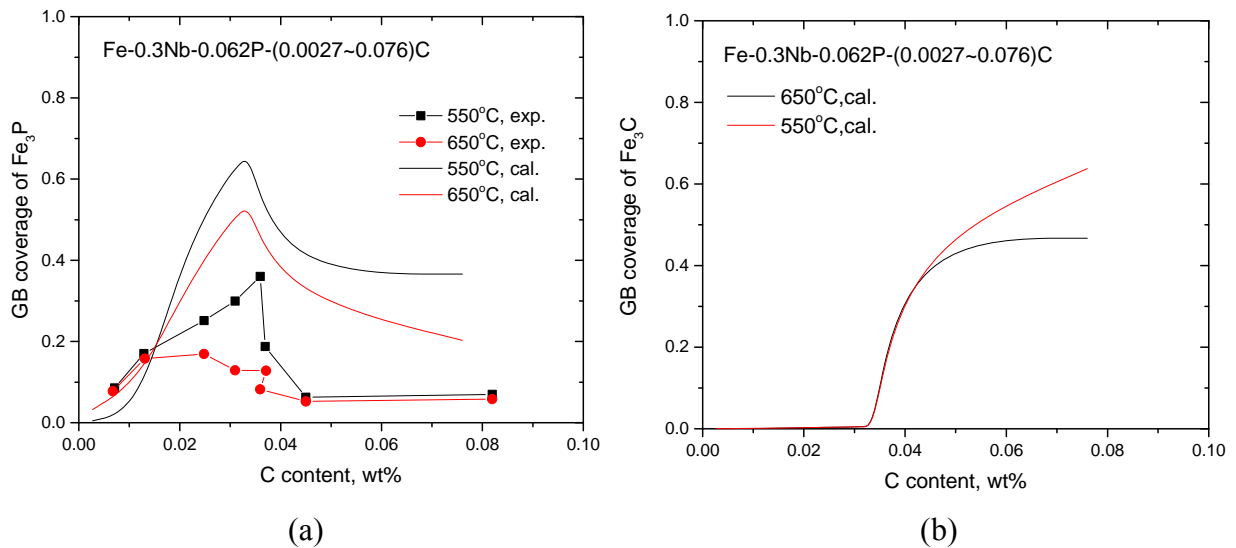 Fe-0.3Nb-0.062P-(0.0027~0.076)C
550°C, exp.
650°C, exp.
550°C, cal.
650°C, cal.
GB coverage of Fe₃P
1.0
0.8
0.6
0.4
0.2
0.0
0.00 0.02 0.04 0.06 0.08 0.10
C content, wt%
(a)
Fe-0.3Nb-0.062P-(0.0027~0.076)C
650°C,cal.
550°C,cal.
GB coverage of Fe₃C
1.0
0.8
0.6
0.4
0.2
0.0
0.00 0.02 0.04 0.06 0.08 0.10
C content, wt%
(b)